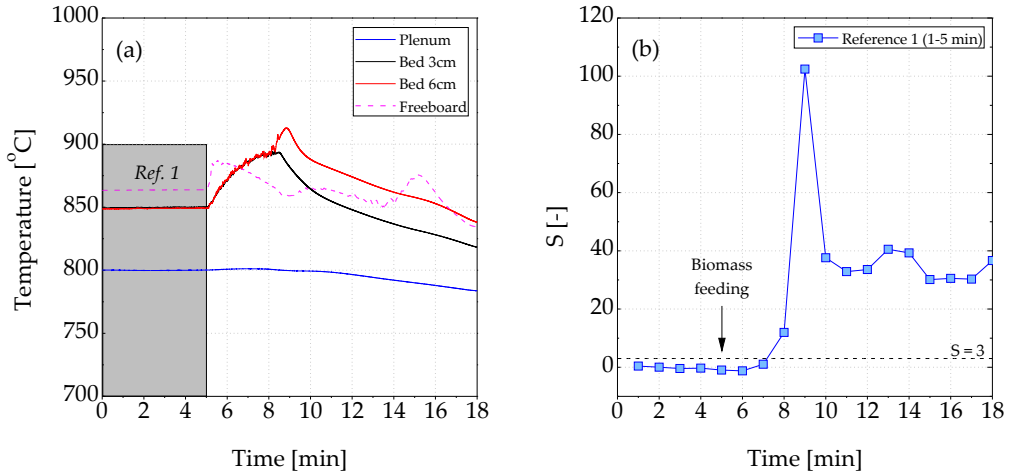 (a)
Plenum
Bed 3cm
Bed 6cm
Freeboard
Ref. 1
Temperature [°C]
1000
950
900
850
800
750
700
0 2 4 6 8 10 12 14 16 18
Time [min]
(b)
Reference 1 (1-5 min)
Biomass
feeding
S = 3
S [-]
120
100
80
60
40
20
0
0 2 4 6 8 10 12 14 16 18
Time [min]